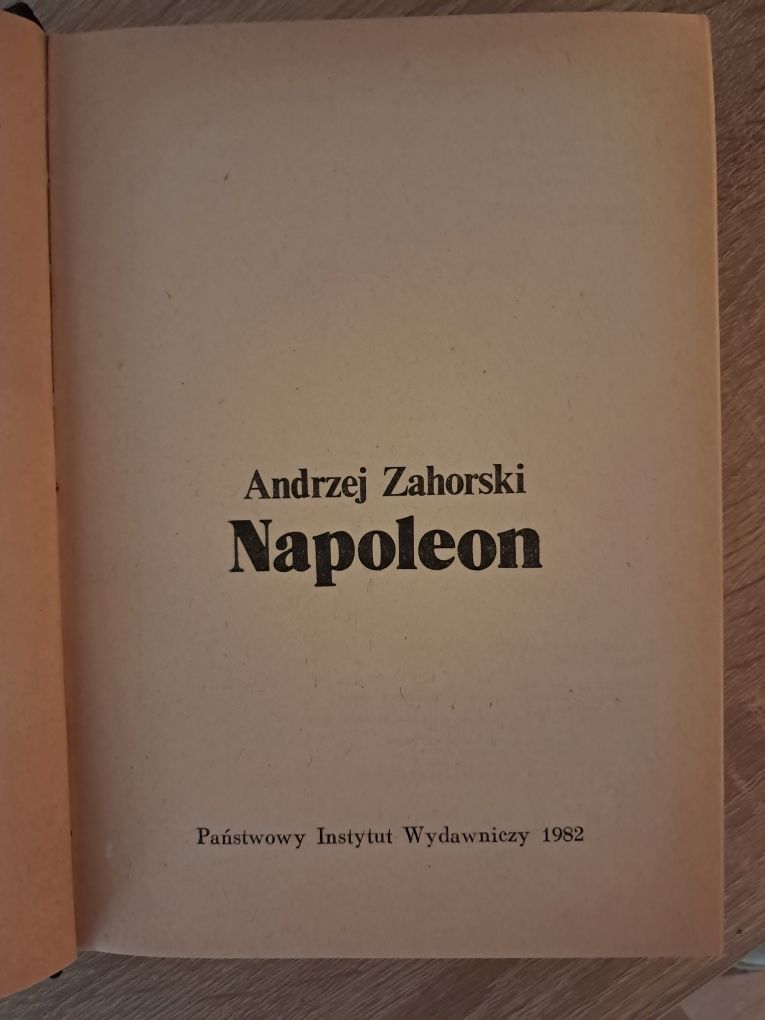 Andrzej Zahorski
Napoleon
Państwowy Instytut Wydawniczy 1982